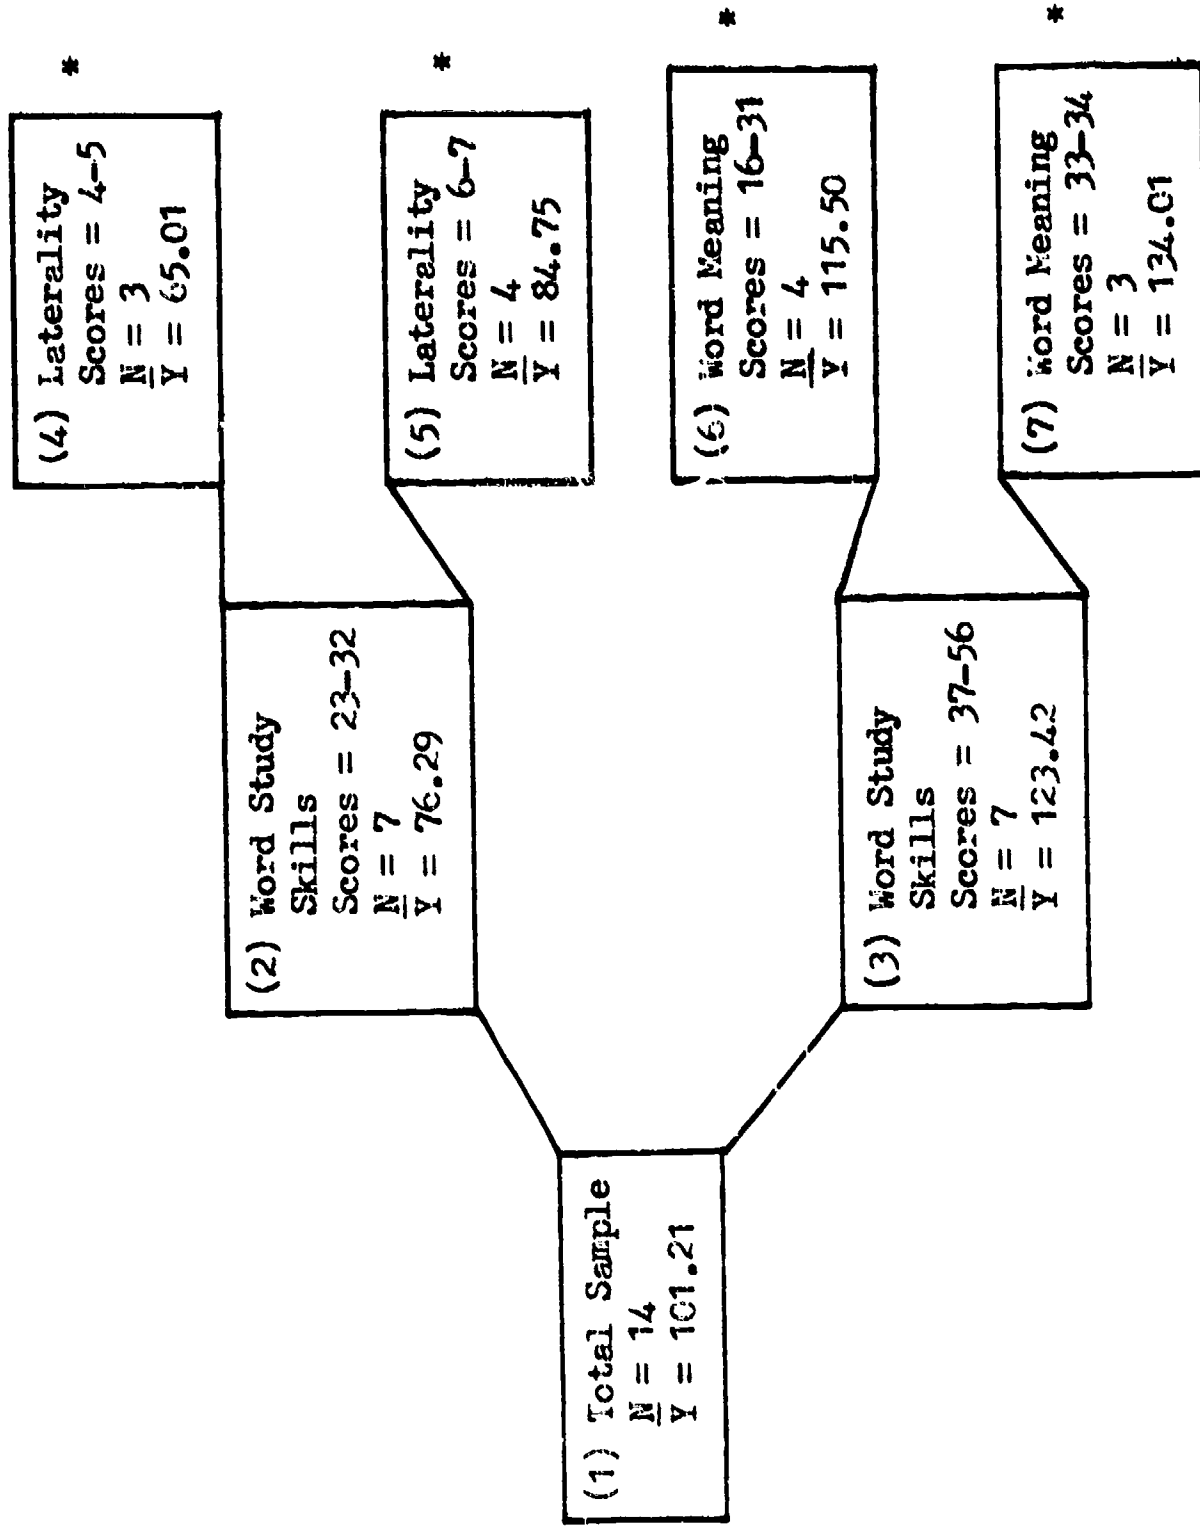 (1) Total Sample
N = 14
Y = 101.21
(2) Word Study
Skills
Scores = 23-32
N = 7
Y = 76.29
(3) Word Study
Skills
Scores = 37-56
N = 7
Y = 123.42
(4) Laterality
Scores = 4-5
N = 3
Y = 65.01
*
(5) Laterality
Scores = 6-7
N = 4
Y = 84.75
*
(6) Word Meaning
Scores = 16-31
N = 4
Y = 115.50
*
(7) Word Meaning
Scores = 33-34
N = 3
Y = 134.01
*